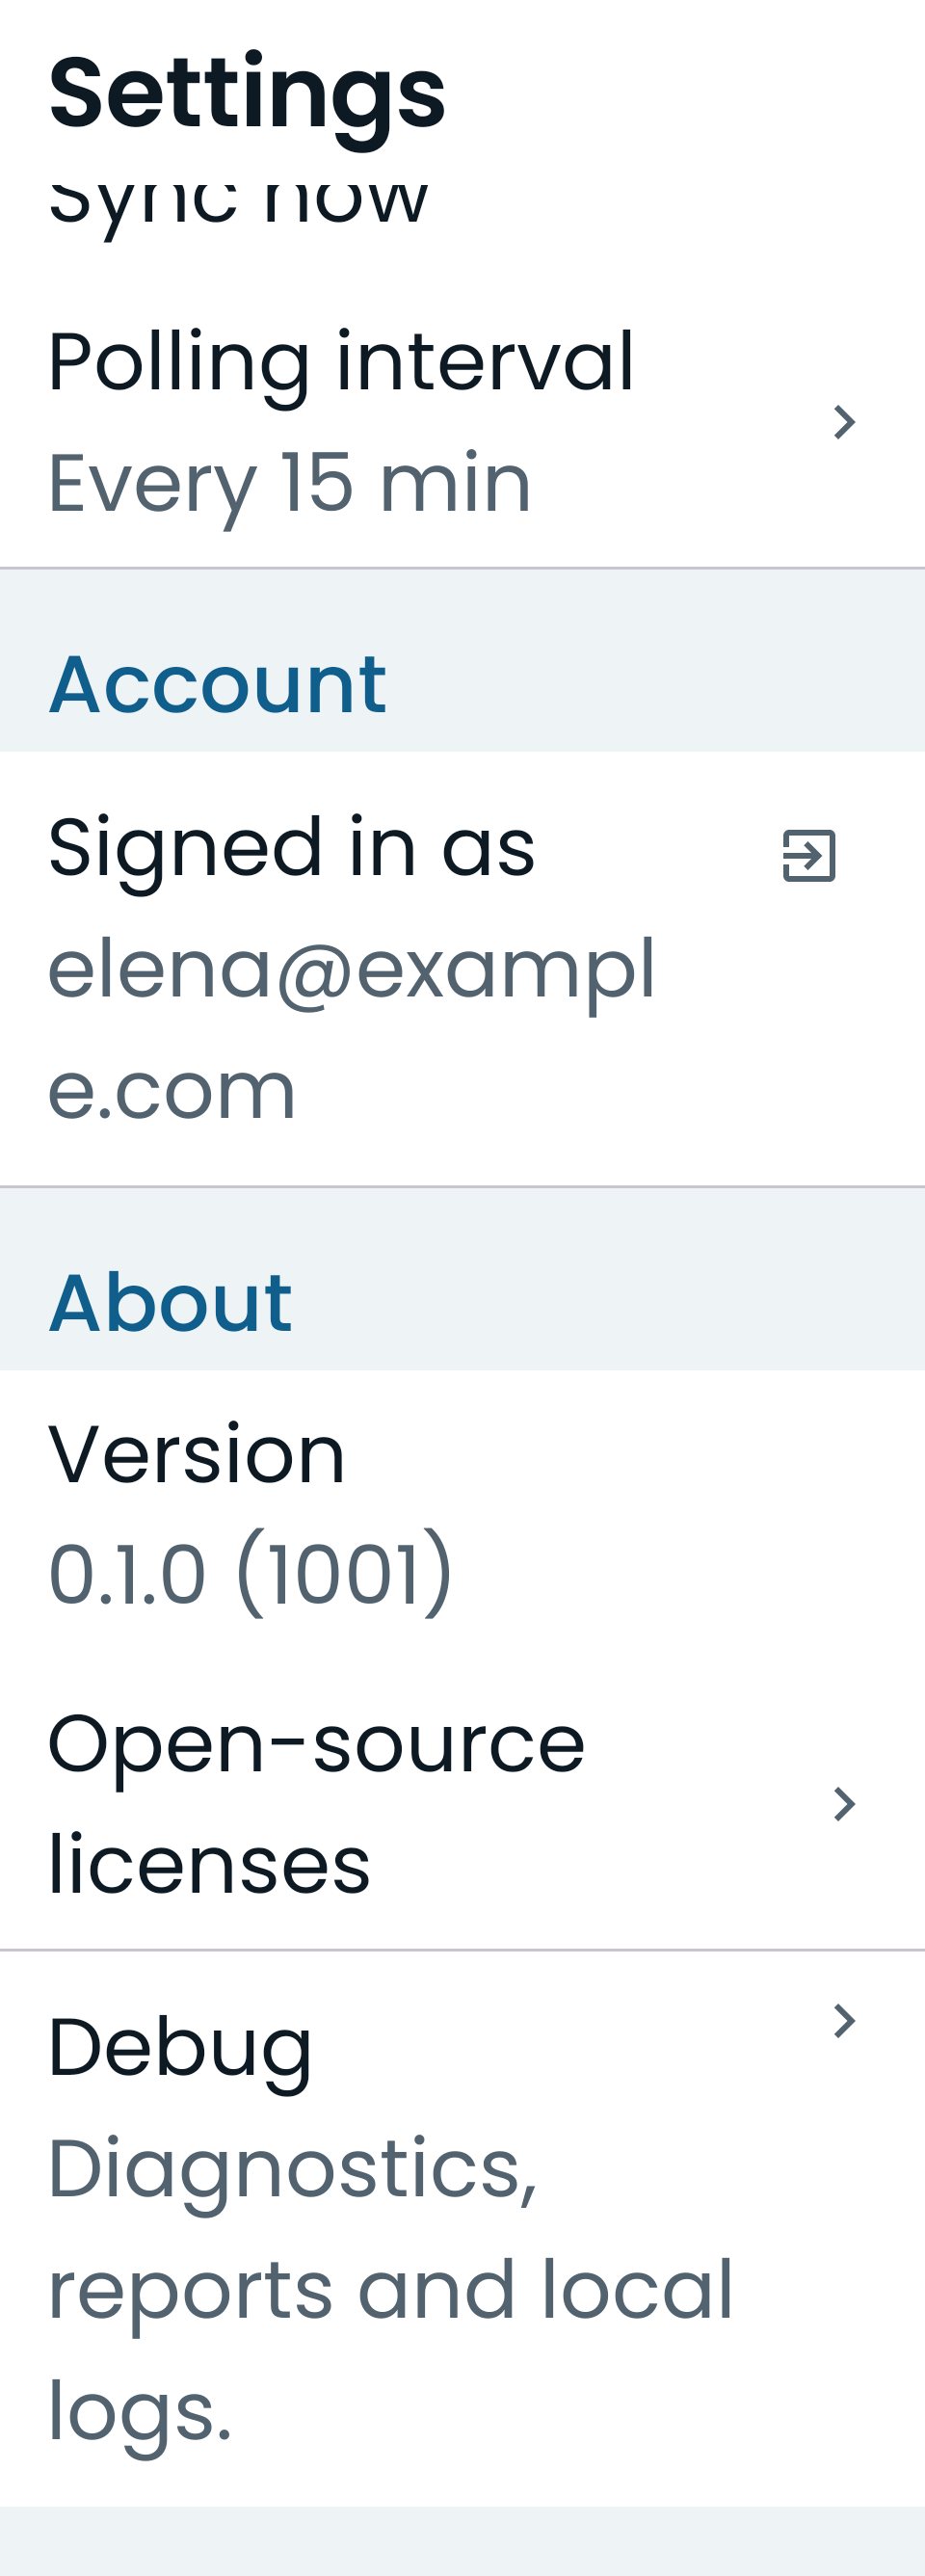 Settings
Sync now
Polling interval
Every 15 min
Account
Signed in as
elena@exampl
e.com
About
Version
0.1.0 (1001)
Open-source
licenses
Debug
Diagnostics,
reports and local
logs.